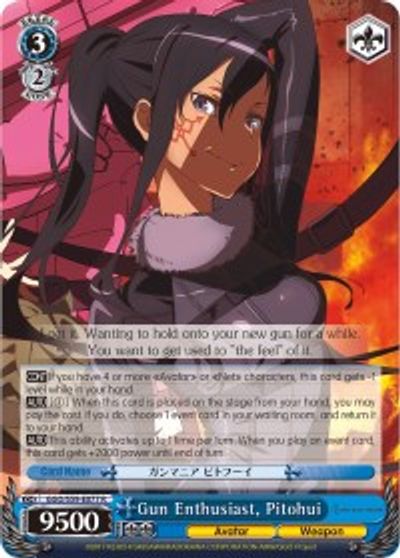 3
2
I get it. Wanting to hold onto your new gun for a while.
You want to get used to "the feel" of it.
If you have 4 or more «Avatar» or «Net» characters, this card gets -1
level while in your hand.
AUTO [(1)] When this card is placed on the stage from your hand, you may
pay the cost. If you do, choose 1 event card in your waiting room, and return it
to your hand.
AUTO This ability activates up to 1 time per turn. When you play an event card,
this card gets +2000 power until end of turn.
Card Name ガンマニア ピトフーイ
9500
Gun Enthusiast, Pitohui
Avatar
Weapon